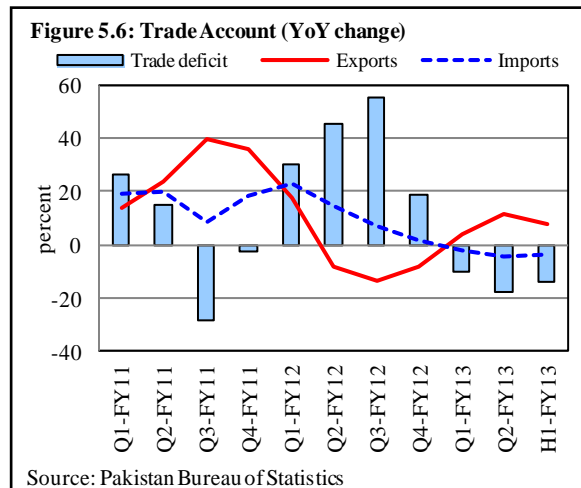 Figure 5.6: Trade Account (YoY change)
Trade deficit Exports Imports
60
40
20
0
-20
-40
percent
Q1-FY11
Q2-FY11
Q3-FY11
Q4-FY11
Q1-FY12
Q2-FY12
Q3-FY12
Q4-FY12
Q1-FY13
Q2-FY13
H1-FY13
Source: Pakistan Bureau of Statistics